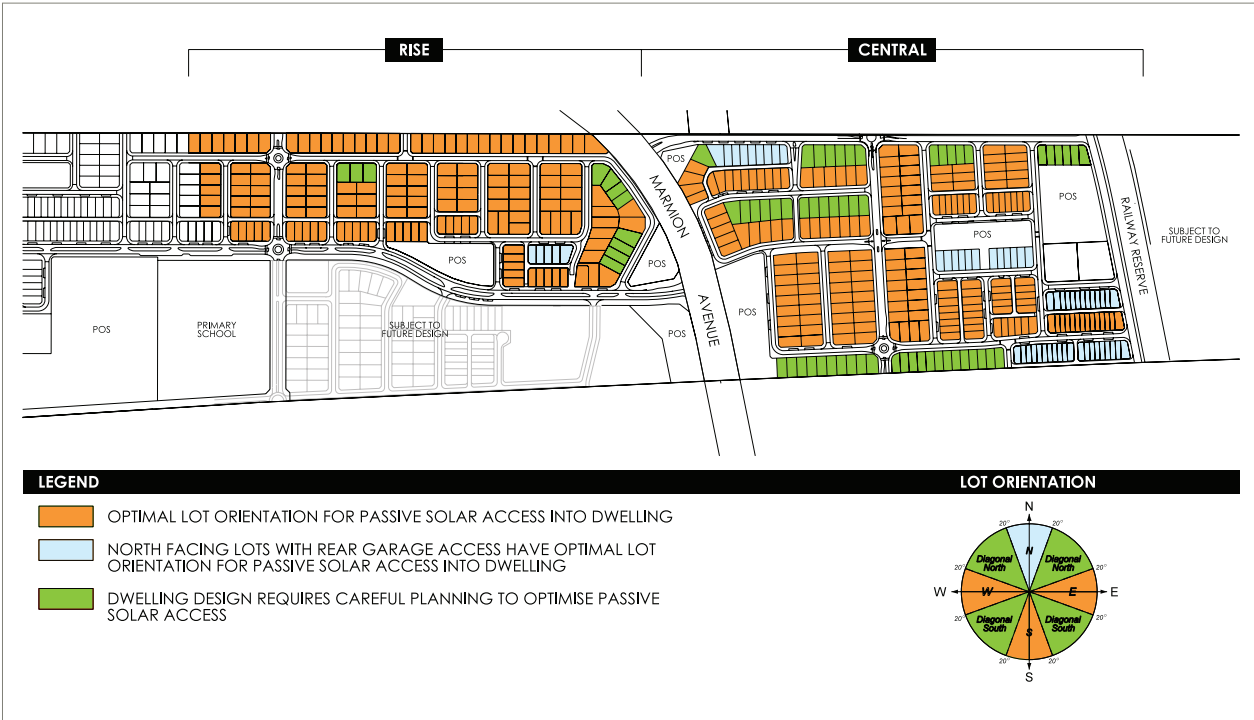 RISE
CENTRAL
POS
MARMION
POS
RAILWAY RESERVE
SUBJECT TO
FUTURE DESIGN
POS
POS
POS
AVENUE
POS
POS
POS
PRIMARY
SCHOOL
SUBJECT TO
FUTURE DESIGN
LEGEND
OPTIMAL LOT ORIENTATION FOR PASSIVE SOLAR ACCESS INTO DWELLING
NORTH FACING LOTS WITH REAR GARAGE ACCESS HAVE OPTIMAL LOT
ORIENTATION FOR PASSIVE SOLAR ACCESS INTO DWELLING
DWELLING DESIGN REQUIRES CAREFUL PLANNING TO OPTIMISE PASSIVE
SOLAR ACCESS
LOT ORIENTATION
N
20° 20°
N
Diagonal
North
Diagonal
North
20° 20°
W W E E
20° 20°
Diagonal
South
Diagonal
South
S
20° 20°
S